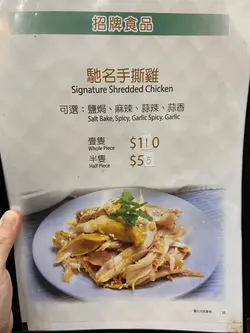 招牌食品
馳名手撕雞
Signature Shredded Chicken
可選：鹽焗、麻辣、蒜辣、蒜香
Salt Bake, Spicy, Garlic Spicy, Garlic
壹隻 $110
Whole Piece
半隻 $55
Half Piece